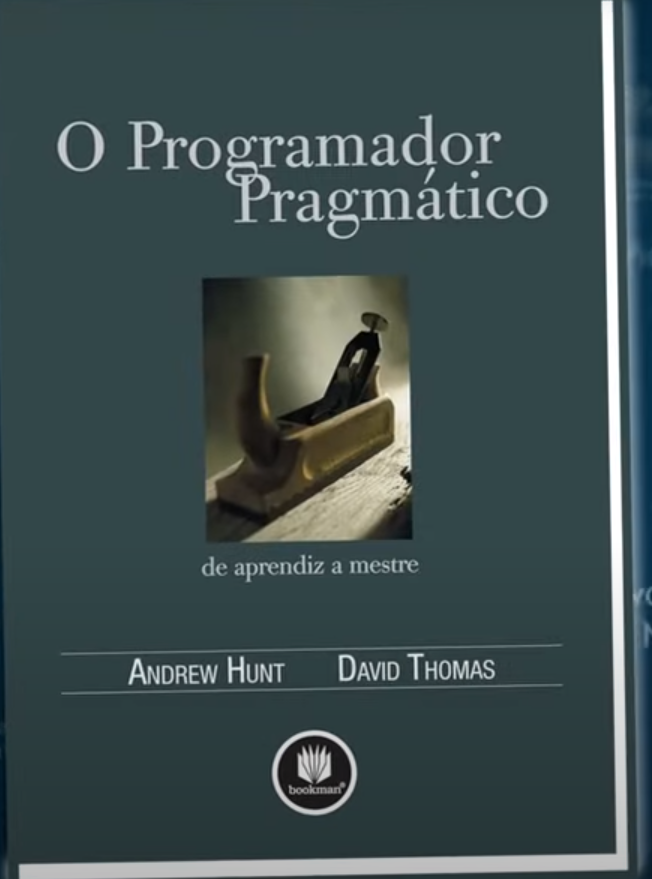 O Programador
Pragmático
de aprendiz a mestre
ANDREW HUNT DAVID THOMAS
bookman®